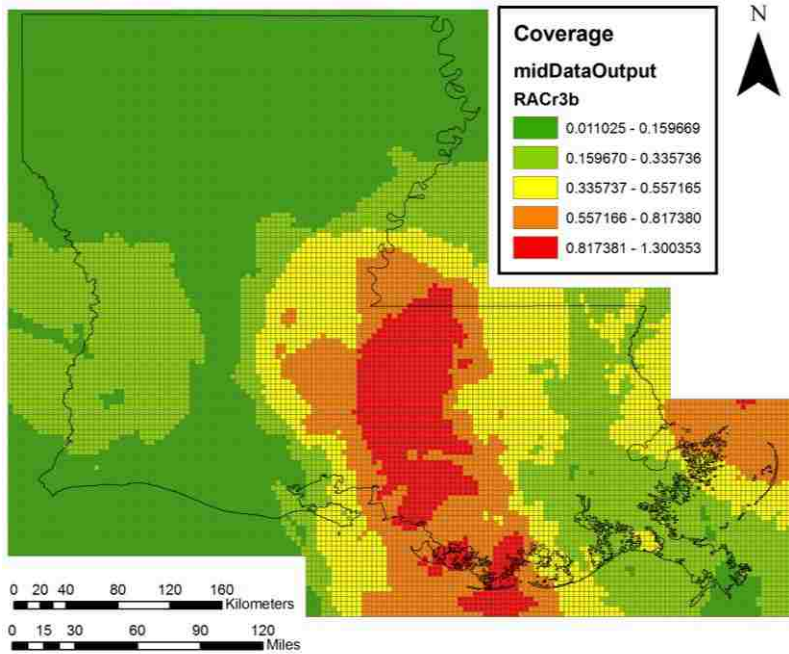 N
Coverage
midDataOutput
RACr3b
0.011025 - 0.159669
0.159670 - 0.335736
0.335737 - 0.557165
0.557166 - 0.817380
0.817381 - 1.300353
0 20 40 80 120 160
Kilometers
0 15 30 60 90 120
Miles